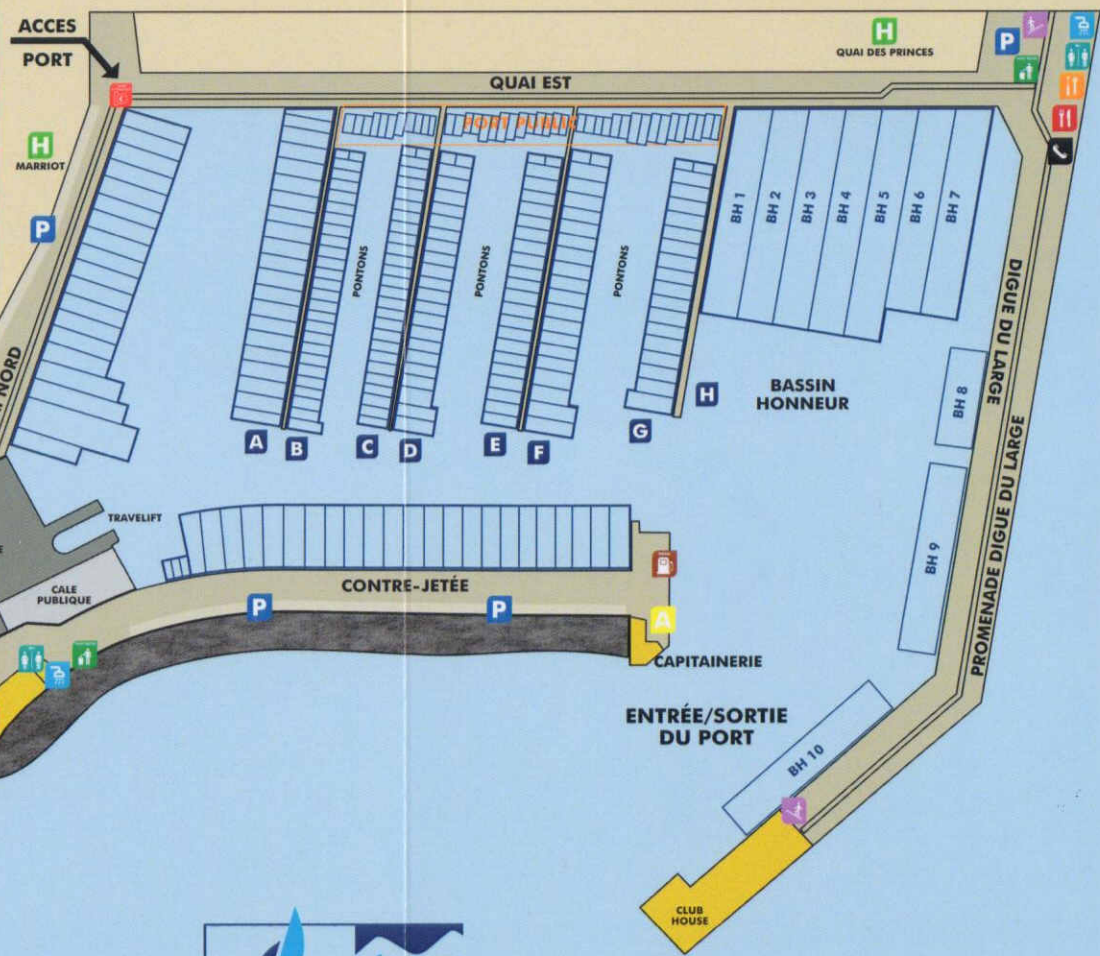 ACCES
PORT
H
QUAI DES PRINCES
P
QUAI EST
H
MARRIOT
P
PORT PUBLIC
PONTONS
PONTONS
PONTONS
BH 1
BH 2
BH 3
BH 4
BH 5
BH 6
BH 7
DIGUE DU LARGE
NORD
BASSIN
HONNEUR
BH 8
A
B
C
D
E
F
G
H
BH 9
PROMENADE DIGUE DU LARGE
TRAVELIFT
CALE
PUBLIQUE
CONTRE-JETÉE
P
P
A
CAPITAINERIE
ENTRÉE/SORTIE
DU PORT
BH 10
CLUB
HOUSE